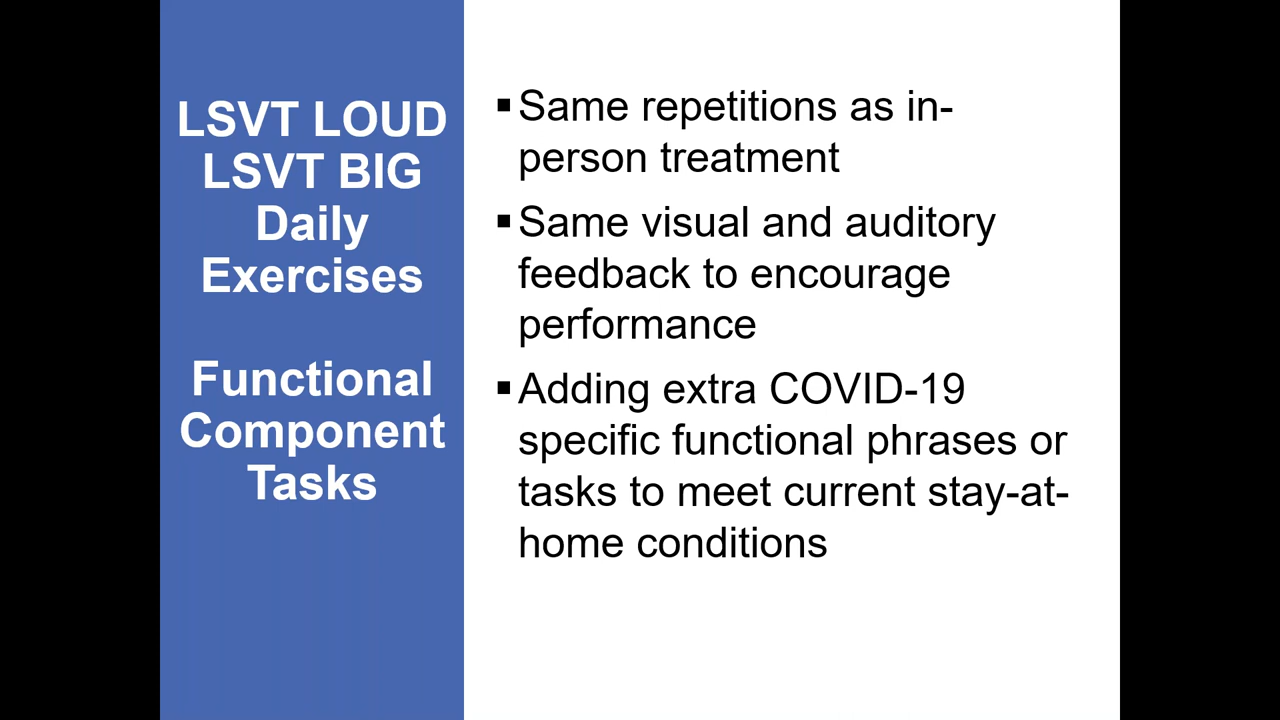 LSVT LOUD
LSVT BIG
Daily
Exercises
Functional
Component
Tasks
▪Same repetitions as in-
person treatment
▪Same visual and auditory
feedback to encourage
performance
▪Adding extra COVID-19
specific functional phrases or
tasks to meet current stay-at-
home conditions